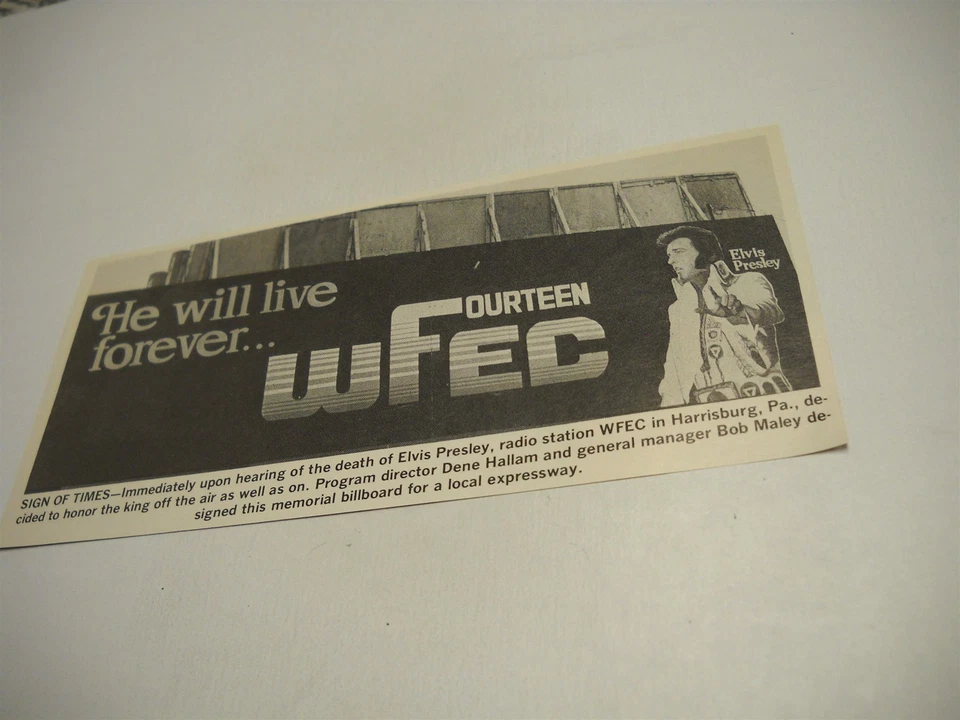 He will live
forever...
FOURTEEN
WFEC
Elvis
Presley
SIGN OF TIMES—Immediately upon hearing of the death of Elvis Presley, radio station WFEC in Harrisburg, Pa., de-
cided to honor the king off the air as well as on. Program director Dene Hallam and general manager Bob Maley de-
signed this memorial billboard for a local expressway.